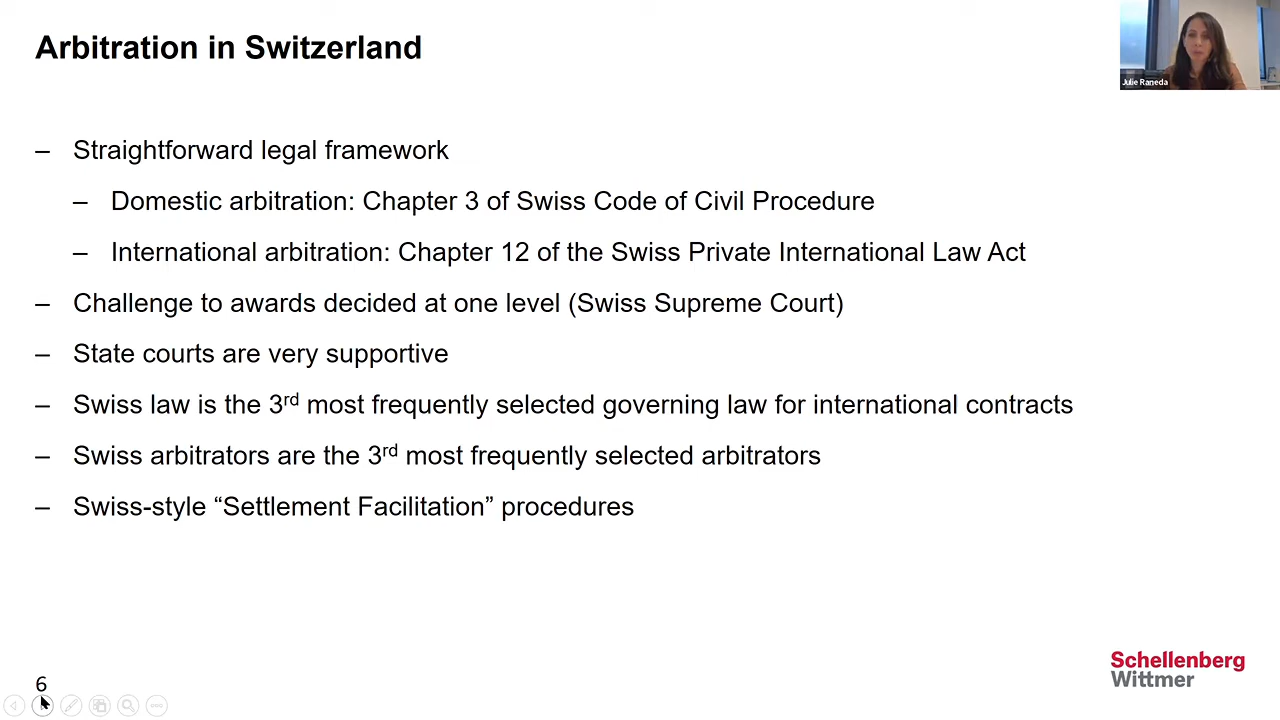 Arbitration in Switzerland
Julie Raneda
– Straightforward legal framework
– Domestic arbitration: Chapter 3 of Swiss Code of Civil Procedure
– International arbitration: Chapter 12 of the Swiss Private International Law Act
– Challenge to awards decided at one level (Swiss Supreme Court)
– State courts are very supportive
– Swiss law is the 3rd most frequently selected governing law for international contracts
– Swiss arbitrators are the 3rd most frequently selected arbitrators
– Swiss-style “Settlement Facilitation” procedures
Schellenberg
Wittmer
6